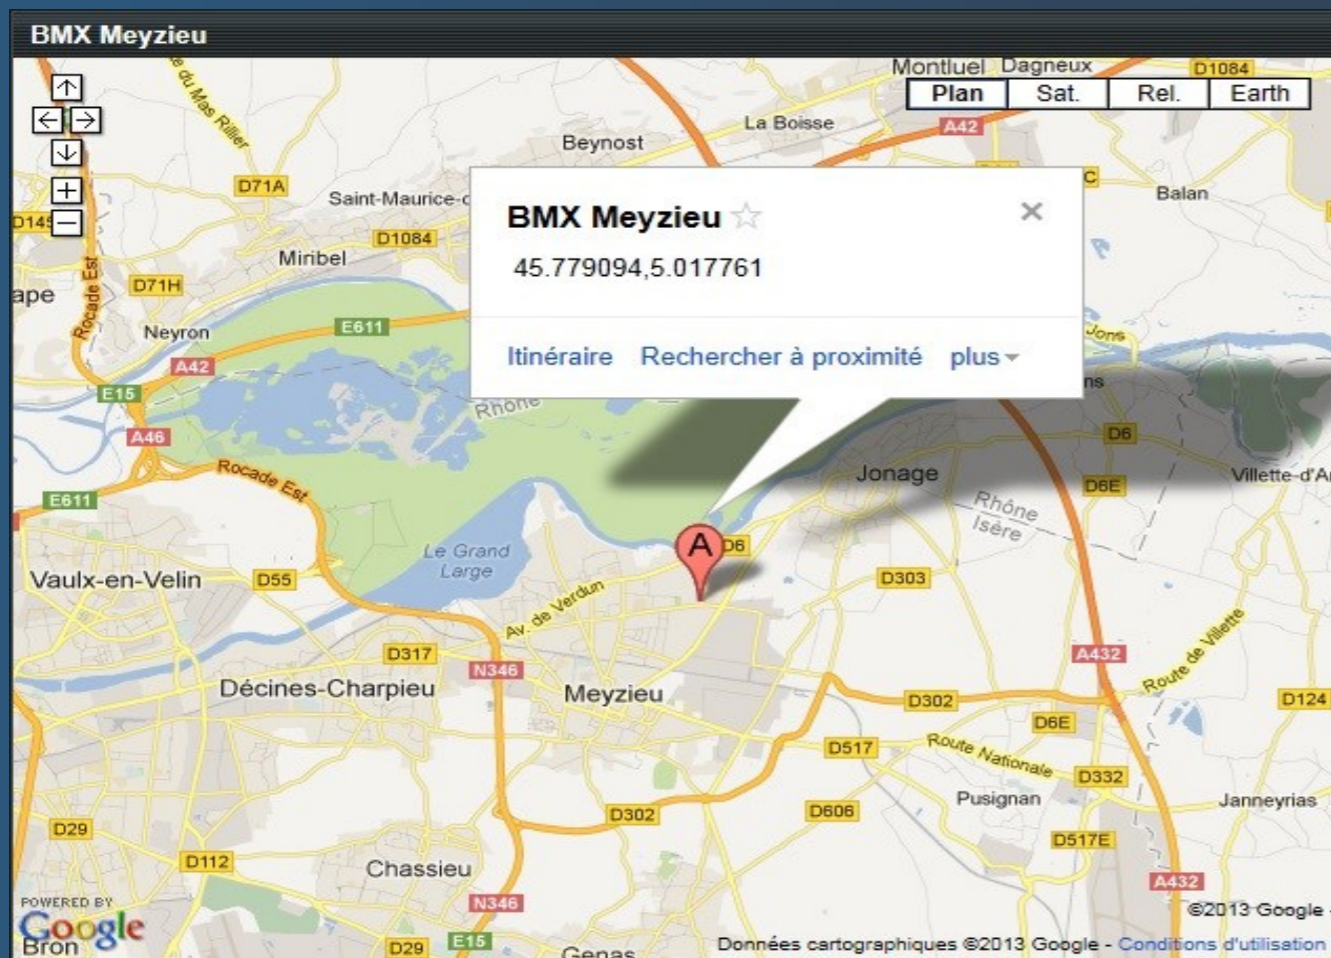 BMX Meyzieu
Montluel
Dagneux
D1084
Plan
Sat.
Rel.
Earth
A42
La Boisse
Beynost
D71A
Saint-Maurice-
Balan
BMX Meyzieu
45.779094,5.017761
Itinéraire Rechercher à proximité plus
D1084
Miribel
D71H
Rocade Est
Neyron
E611
A42
E15
Rhône
Jons
A46
Rocade Est
E611
D6
D6E
Jonage
Villette-d'A
Rhône
Isère
Le Grand
Large
A
D6
Vaulx-en-Velin
D55
D303
Av. de Verdun
D317
N346
A432
Route de Villette
Décines-Charpieu
Meyzieu
D302
D6E
D124
D517
Route Nationale
D332
Pusignan
Janneyrias
D29
D302
D606
D517E
D112
Chassieu
A432
N346
POWERED BY
Google
©2013 Google -
Bron
D29
E15
Genas
Données cartographiques ©2013 Google - Conditions d'utilisation